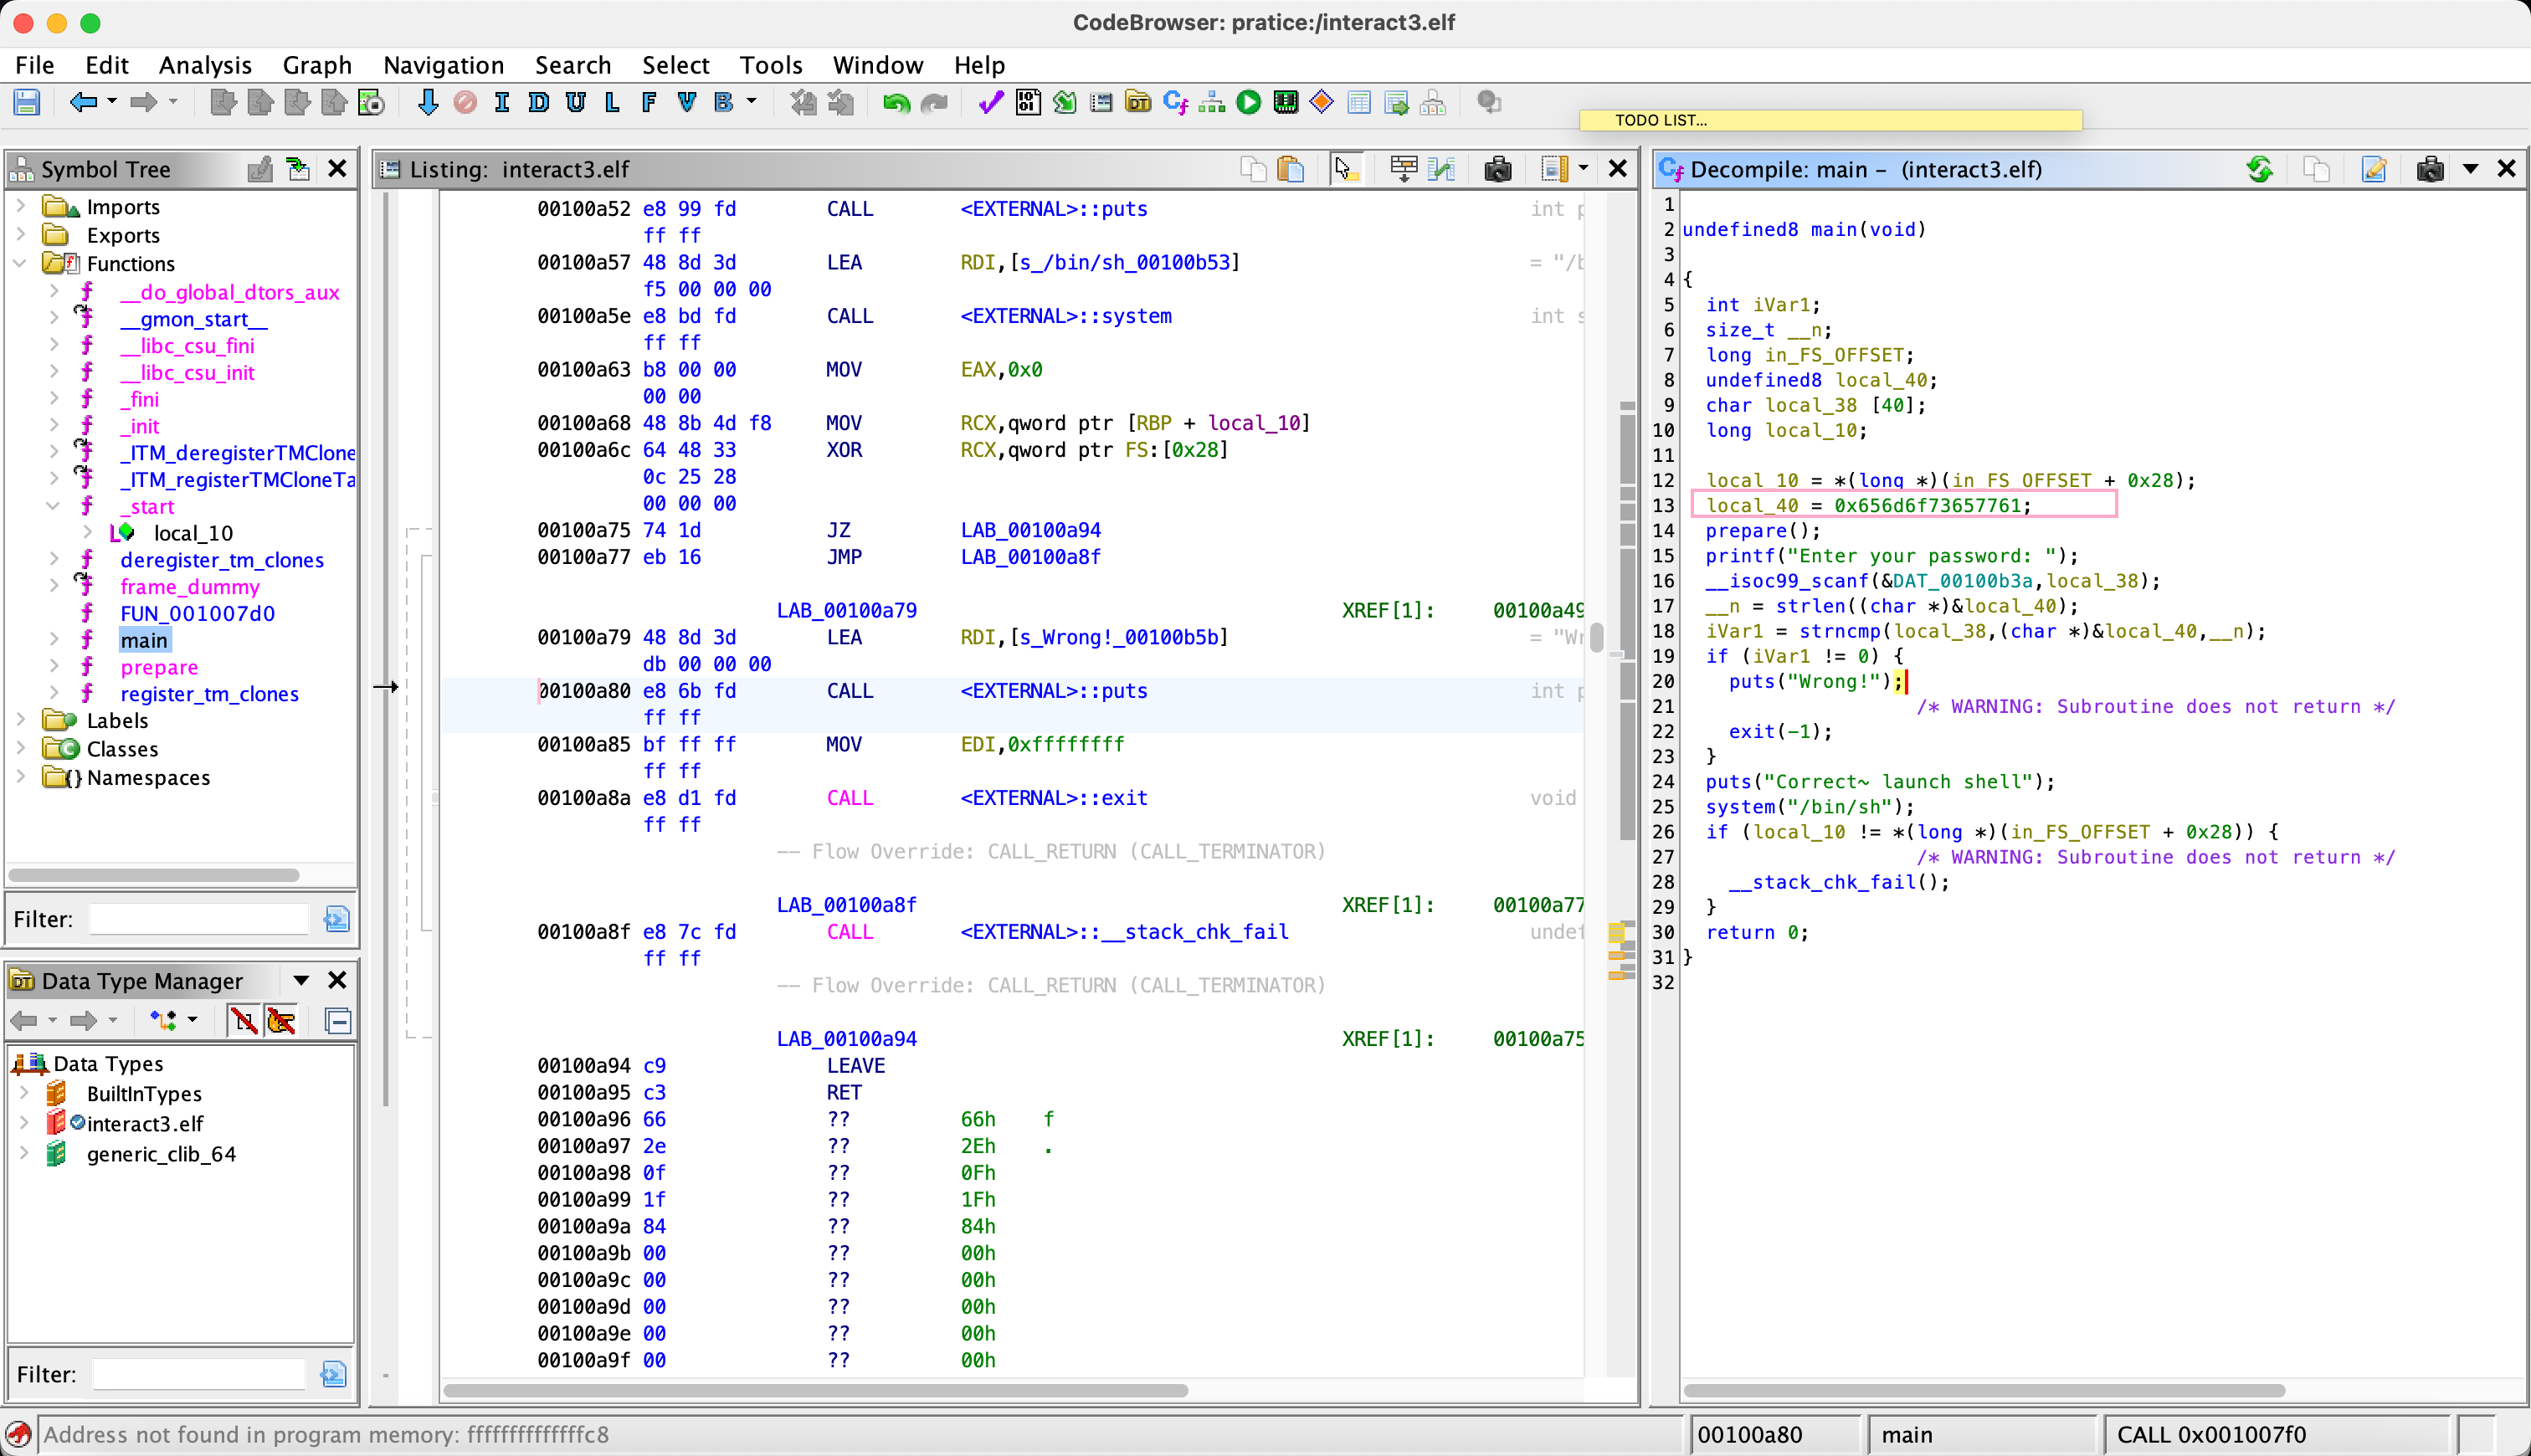 CodeBrowser: pratice:/interact3.elf
File Edit Analysis Graph Navigation Search Select Tools Window Help
I D U L F V B
TODO LIST...
Symbol Tree
Imports
Exports
Functions
__do_global_dtors_aux
__gmon_start__
__libc_csu_fini
__libc_csu_init
_fini
_init
_ITM_deregisterTMClone
_ITM_registerTMCloneTa
_start
local_10
deregister_tm_clones
frame_dummy
FUN_001007d0
main
prepare
register_tm_clones
Labels
Classes
Namespaces
Filter:
Data Type Manager
Data Types
BuiltInTypes
interact3.elf
generic_clib_64
Filter:
Listing: interact3.elf
00100a52 e8 99 fd CALL <EXTERNAL>::puts int p
ff ff
00100a57 48 8d 3d LEA RDI,[s_/bin/sh_00100b53] = "/b
f5 00 00 00
00100a5e e8 bd fd CALL <EXTERNAL>::system int s
ff ff
00100a63 b8 00 00 MOV EAX,0x0
00 00
00100a68 48 8b 4d f8 MOV RCX,qword ptr [RBP + local_10]
00100a6c 64 48 33 XOR RCX,qword ptr FS:[0x28]
0c 25 28
00 00 00
00100a75 74 1d JZ LAB_00100a94
00100a77 eb 16 JMP LAB_00100a8f
LAB_00100a79 XREF[1]: 00100a49
00100a79 48 8d 3d LEA RDI,[s_Wrong!_00100b5b] = "Wr
db 00 00 00
00100a80 e8 6b fd CALL <EXTERNAL>::puts int p
ff ff
00100a85 bf ff ff MOV EDI,0xffffffff
ff ff
00100a8a e8 d1 fd CALL <EXTERNAL>::exit void
ff ff
-- Flow Override: CALL_RETURN (CALL_TERMINATOR)
LAB_00100a8f XREF[1]: 00100a77
00100a8f e8 7c fd CALL <EXTERNAL>::__stack_chk_fail undef
ff ff
-- Flow Override: CALL_RETURN (CALL_TERMINATOR)
LAB_00100a94 XREF[1]: 00100a75
00100a94 c9 LEAVE
00100a95 c3 RET
00100a96 66 ?? 66h f
00100a97 2e ?? 2Eh .
00100a98 0f ?? 0Fh
00100a99 1f ?? 1Fh
00100a9a 84 ?? 84h
00100a9b 00 ?? 00h
00100a9c 00 ?? 00h
00100a9d 00 ?? 00h
00100a9e 00 ?? 00h
00100a9f 00 ?? 00h
Decompile: main - (interact3.elf)
1
2 undefined8 main(void)
3
4 {
5 int iVar1;
6 size_t __n;
7 long in_FS_OFFSET;
8 undefined8 local_40;
9 char local_38 [40];
10 long local_10;
11
12 local_10 = *(long *)(in_FS_OFFSET + 0x28);
13 local_40 = 0x656d6f73657761;
14 prepare();
15 printf("Enter your password: ");
16 __isoc99_scanf(&DAT_00100b3a,local_38);
17 __n = strlen((char *)&local_40);
18 iVar1 = strncmp(local_38,(char *)&local_40,__n);
19 if (iVar1 != 0) {
20 puts("Wrong!");
21 /* WARNING: Subroutine does not return */
22 exit(-1);
23 }
24 puts("Correct~ launch shell");
25 system("/bin/sh");
26 if (local_10 != *(long *)(in_FS_OFFSET + 0x28)) {
27 /* WARNING: Subroutine does not return */
28 __stack_chk_fail();
29 }
30 return 0;
31 }
32
Address not found in program memory: ffffffffffffffc8
00100a80 main CALL 0x001007f0